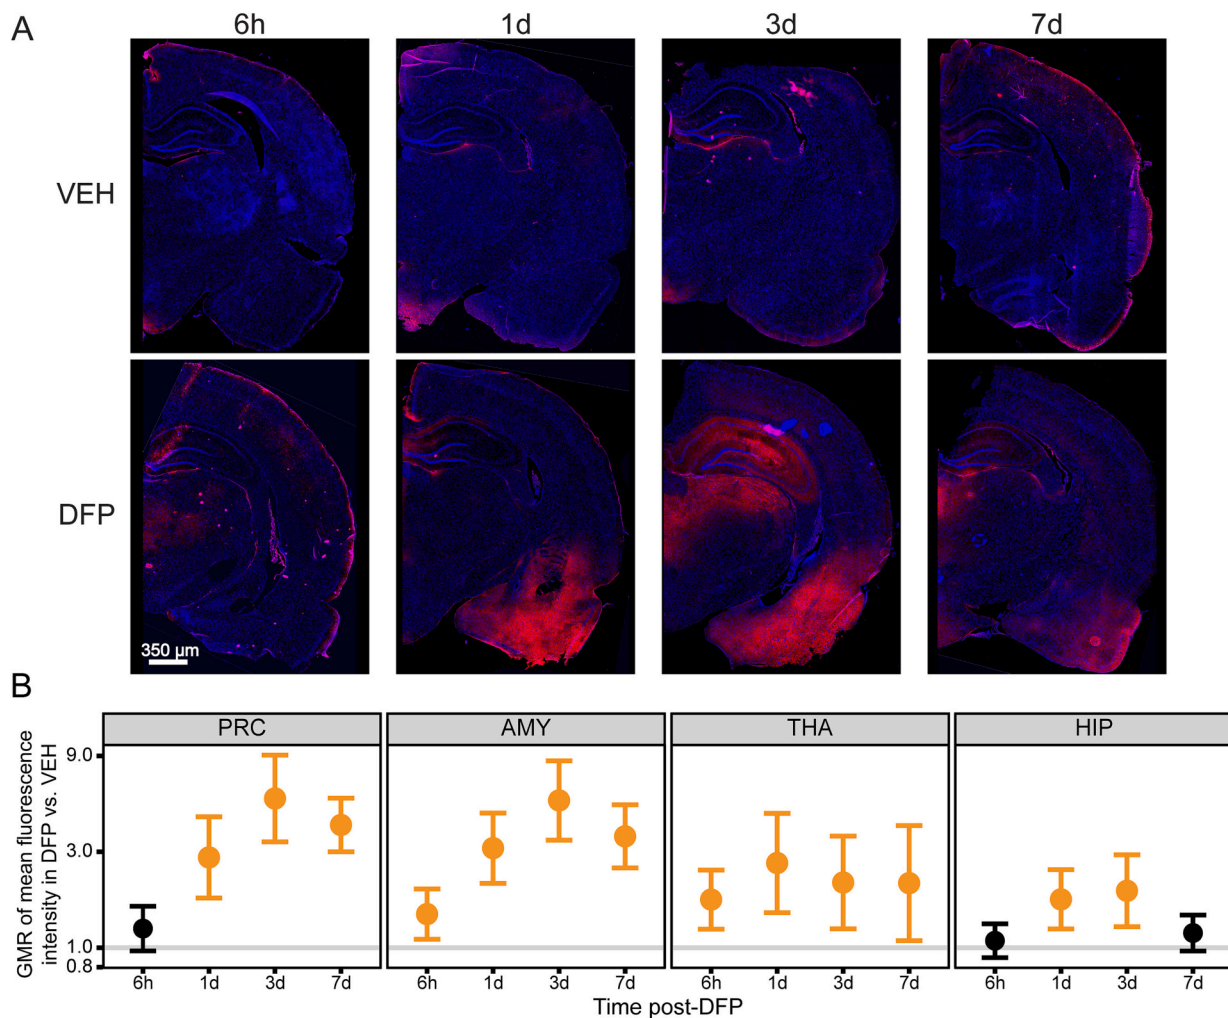 A
6h 1d 3d 7d
VEH
DFP
350 µm
B
PRC AMY THA HIP
GMR of mean fluorescence
intensity in DFP vs. VEH
9.0
3.0
1.0
0.8
6h 1d 3d 7d 6h 1d 3d 7d 6h 1d 3d 7d 6h 1d 3d 7d
Time post-DFP